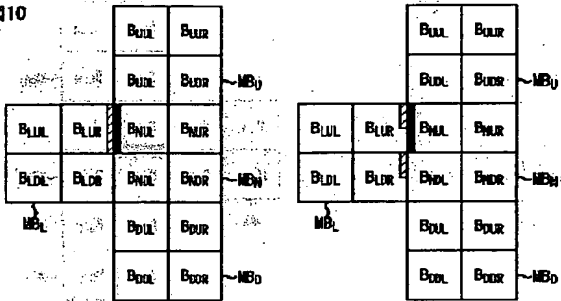 図10
BUUL BUUR BUUL BUUR
BUDL BUDR ~MBU BUDL BUDR ~MBU
BLUL BLUR BNUL BNUR BLUL BLUR BNUL BNUR
BLDL BLDR BNDL BNDR ~MBN BLDL BLDR BNDL BNDR ~MBN
MBL BDUL BDUR MBL BDUL BDUR
BDDL BDDR ~MBD BDDL BDDR ~MBD